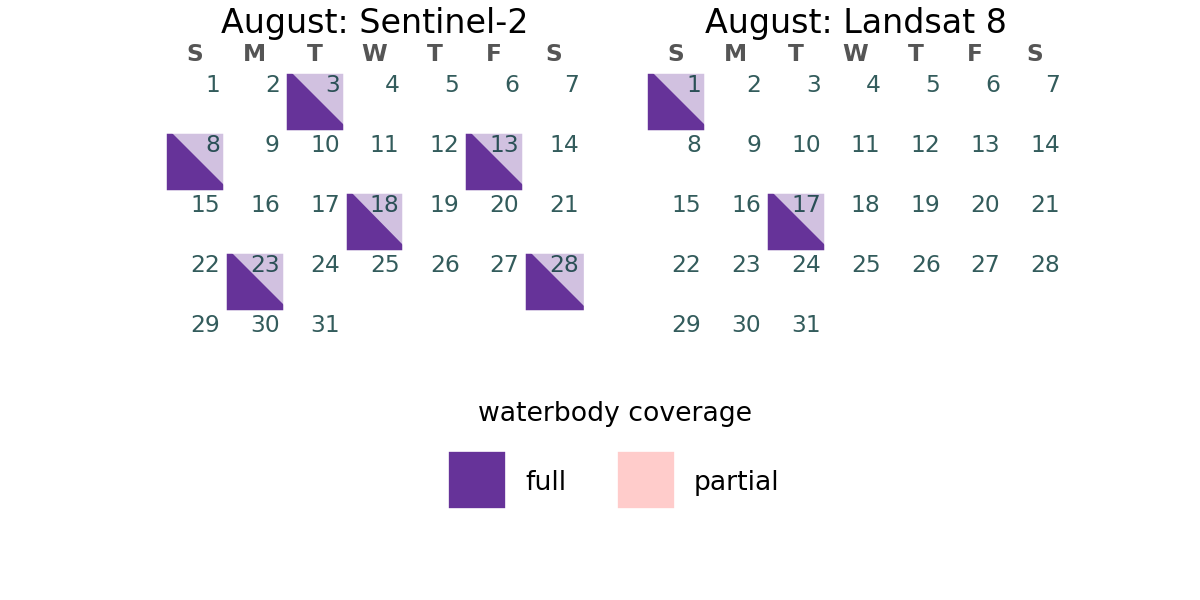 August: Sentinel-2
S M T W T F S
1 2 3 4 5 6 7
8 9 10 11 12 13 14
15 16 17 18 19 20 21
22 23 24 25 26 27 28
29 30 31
August: Landsat 8
S M T W T F S
1 2 3 4 5 6 7
8 9 10 11 12 13 14
15 16 17 18 19 20 21
22 23 24 25 26 27 28
29 30 31
waterbody coverage
full partial